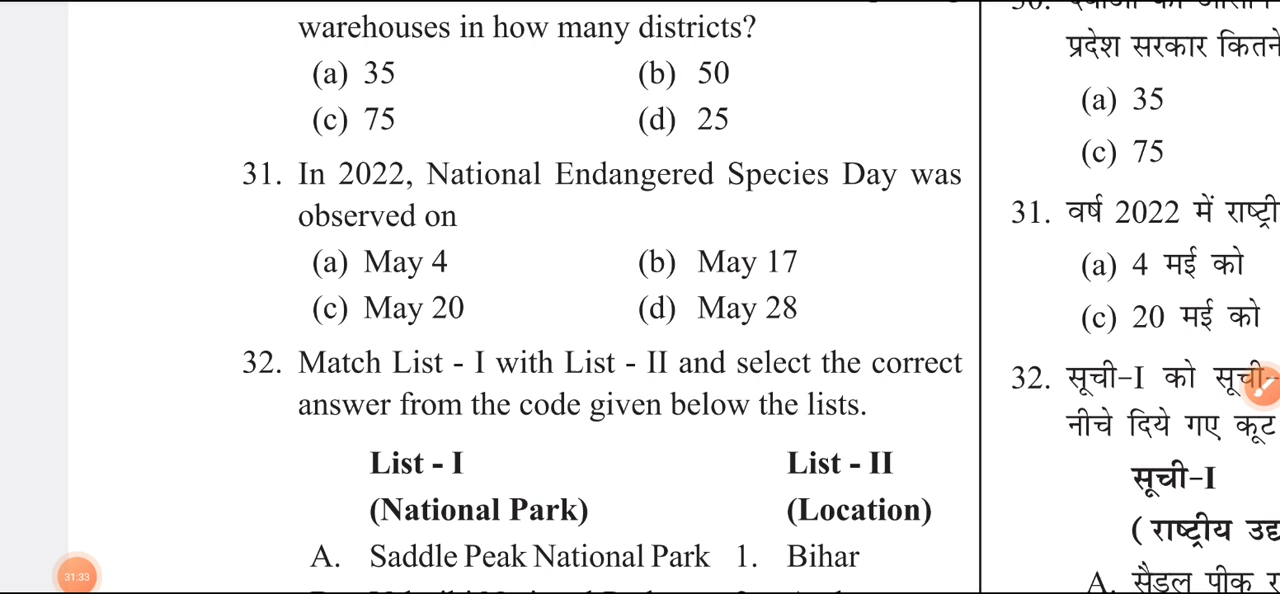 warehouses in how many districts?
(a) 35 (b) 50
(c) 75 (d) 25
31. In 2022, National Endangered Species Day was
observed on
(a) May 4 (b) May 17
(c) May 20 (d) May 28
32. Match List - I with List - II and select the correct
answer from the code given below the lists.
List - I List - II
(National Park) (Location)
A. Saddle Peak National Park 1. Bihar
प्रदेश सरकार कितने
(a) 35
(c) 75
31. वर्ष 2022 में राष्ट्री
(a) 4 मई को
(c) 20 मई को
32. सूची-I को सूची-
नीचे दिये गए कूट
सूची-I
(राष्ट्रीय उद्य
A. सैडल पीक र
31:33